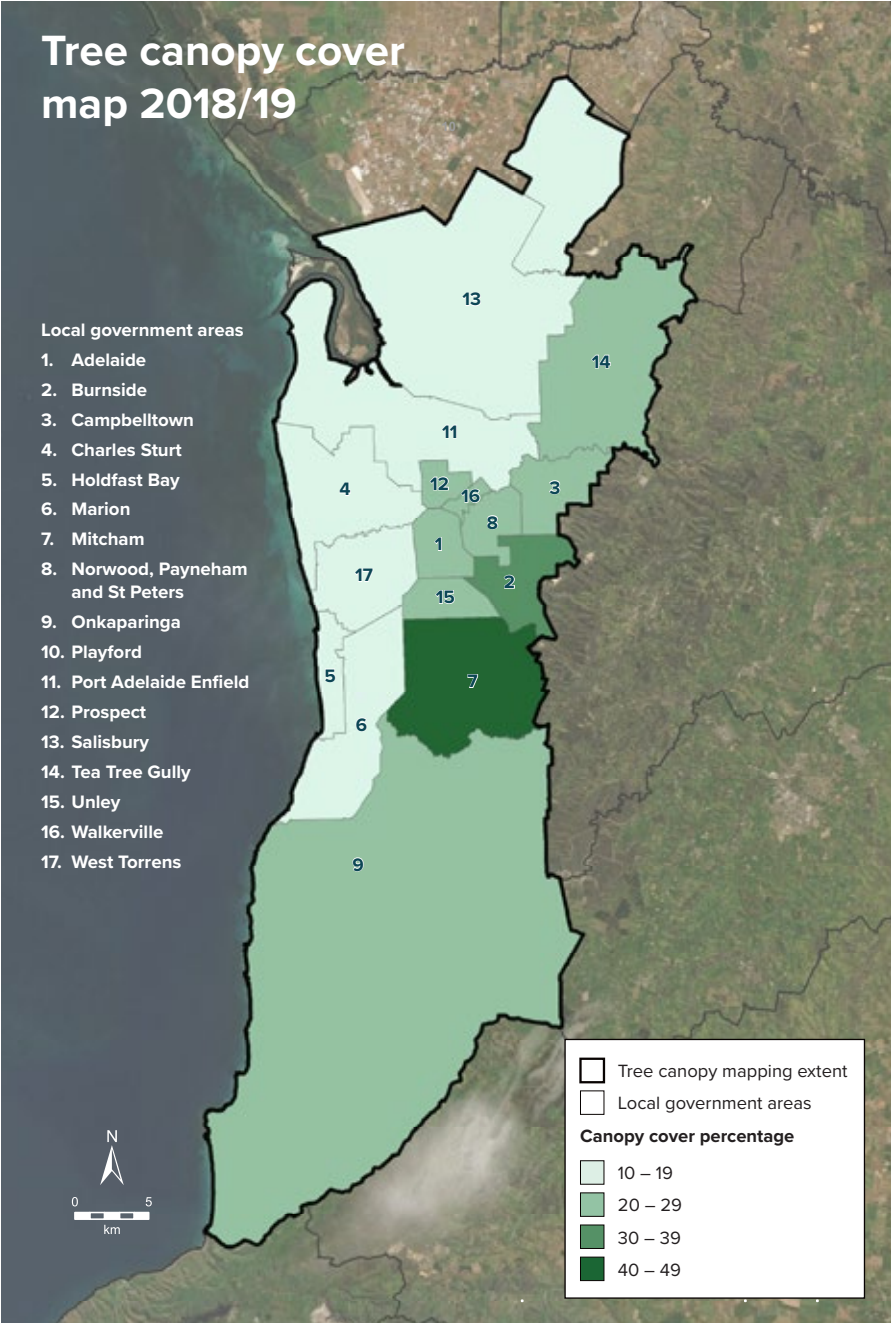 Tree canopy cover
map 2018/19
Local government areas
1. Adelaide
2. Burnside
3. Campbelltown
4. Charles Sturt
5. Holdfast Bay
6. Marion
7. Mitcham
8. Norwood, Payneham
and St Peters
9. Onkaparinga
10. Playford
11. Port Adelaide Enfield
12. Prospect
13. Salisbury
14. Tea Tree Gully
15. Unley
16. Walkerville
17. West Torrens
13
14
11
4
12
16
3
8
1
17
2
15
5
7
6
9
N
0 5
km
Tree canopy mapping extent
Local government areas
Canopy cover percentage
10 – 19
20 – 29
30 – 39
40 – 49